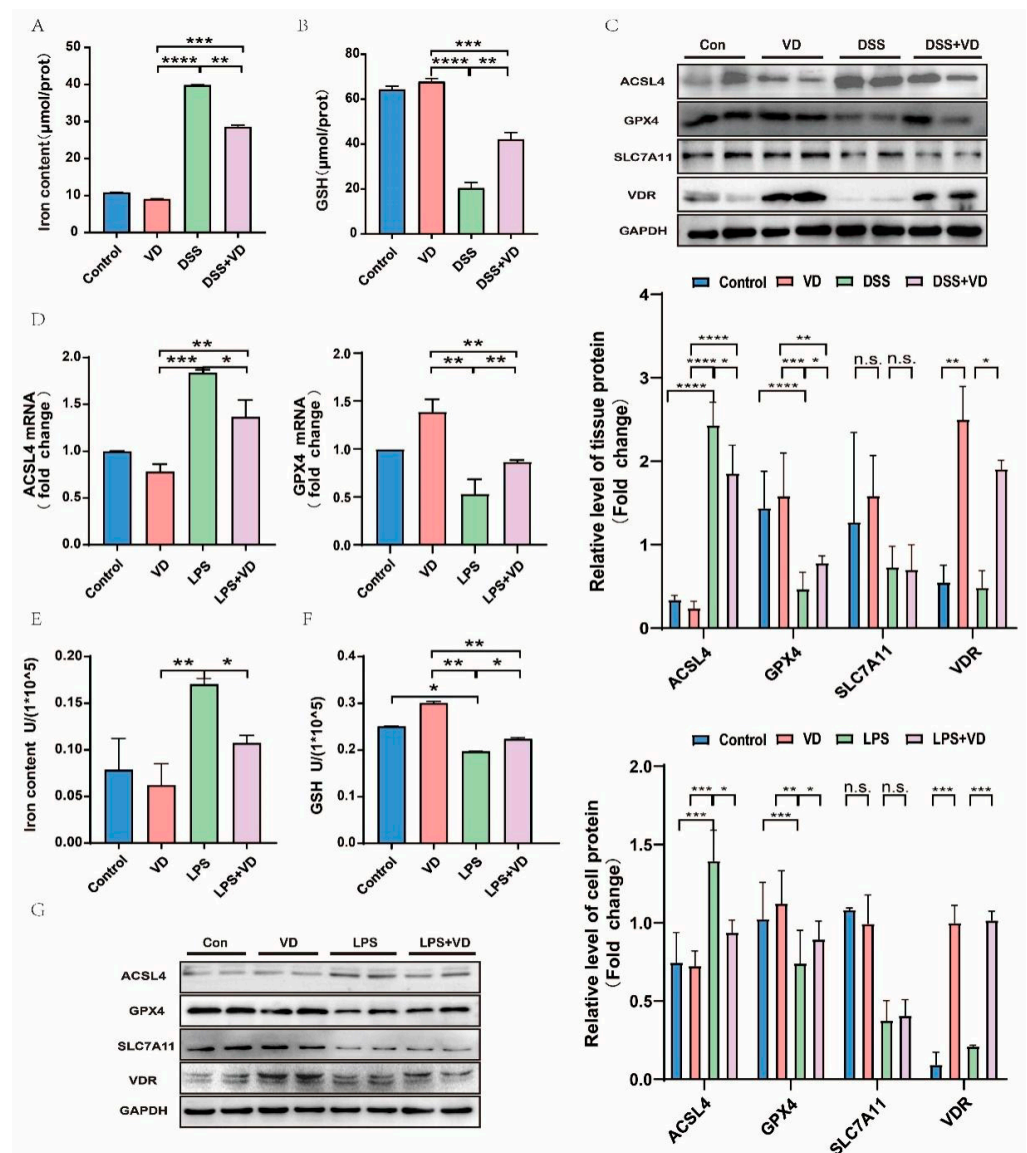 A
Iron content(μmol/prot)
50
40
30
20
10
0
***
**** **
Control VD DSS DSS+VD
B
GSH(μmol/prot)
80
60
40
20
0
***
**** **
Control VD DSS DSS+VD
C
Con VD DSS DSS+VD
ACSL4
GPX4
SLC7A11
VDR
GAPDH
Control VD DSS DSS+VD
Relative level of tissue protein
(Fold change)
4
3
2
1
0
****
**** *
****
**
*** *
****
n.s. n.s.
** *
ACSL4 GPX4 SLC7A11 VDR
D
ACSL4 mRNA
( fold change )
2.0
1.5
1.0
0.5
0.0
**
*** *
Control VD LPS LPS+VD
GPX4 mRNA
( fold change )
2.0
1.5
1.0
0.5
0.0
**
** **
Control VD LPS LPS+VD
E
Iron content U/(1*10^5)
0.20
0.15
0.10
0.05
0.00
** *
Control VD LPS LPS+VD
F
GSH U/(1*10^5)
0.4
0.3
0.2
0.1
0.0
**
** *
*
Control VD LPS LPS+VD
Control VD LPS LPS+VD
Relative level of cell protein
(Fold change)
2.0
1.5
1.0
0.5
0.0
*** *
***
** *
***
n.s. n.s.
*** ***
ACSL4 GPX4 SLC7A11 VDR
G
Con VD LPS LPS+VD
ACSL4
GPX4
SLC7A11
VDR
GAPDH